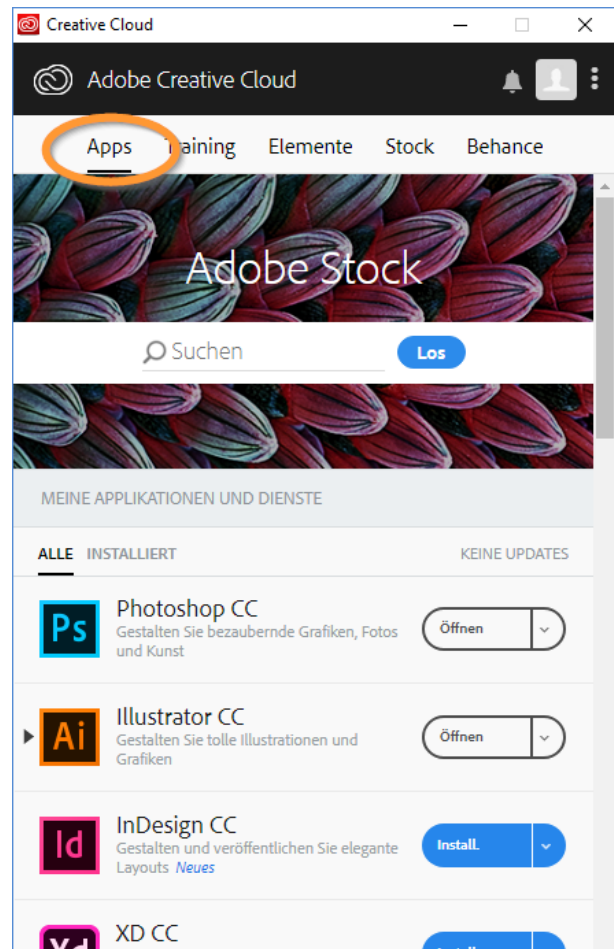 Creative Cloud
Adobe Creative Cloud
Apps Training Elemente Stock Behance
Adobe Stock
Suchen Los
MEINE APPLIKATIONEN UND DIENSTE
ALLE INSTALLIERT KEINE UPDATES
Ps
Photoshop CC
Gestalten Sie bezaubernde Grafiken, Fotos
und Kunst
Öffnen
Ai
Illustrator CC
Gestalten Sie tolle Illustrationen und
Grafiken
Öffnen
Id
InDesign CC
Gestalten und veröffentlichen Sie elegante
Layouts Neues
Install.
Xd
XD CC